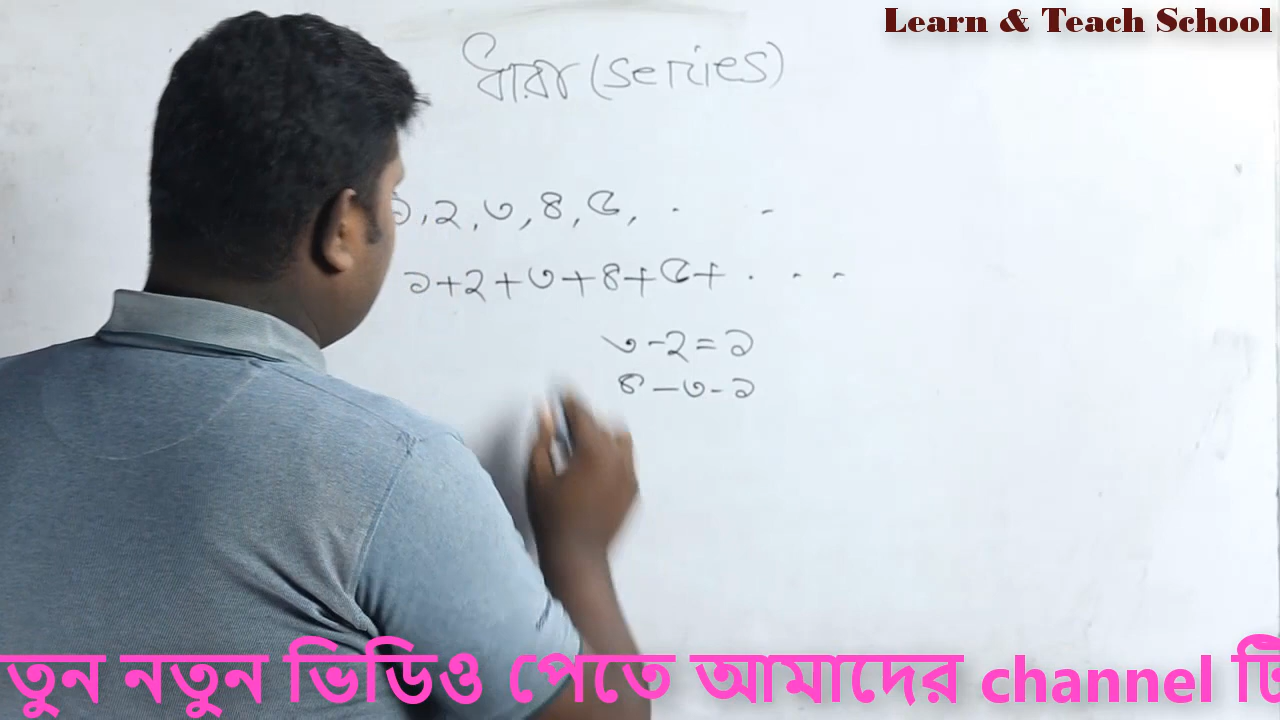 Learn & Teach School
ধারা (series)
১, ২, ৩, ৪, ৫, . -
১+২+৩+৪+৫+ . - -
৩-২=১
৪-৩-১
তুন নতুন ভিডিও পেতে আমাদের channel টি